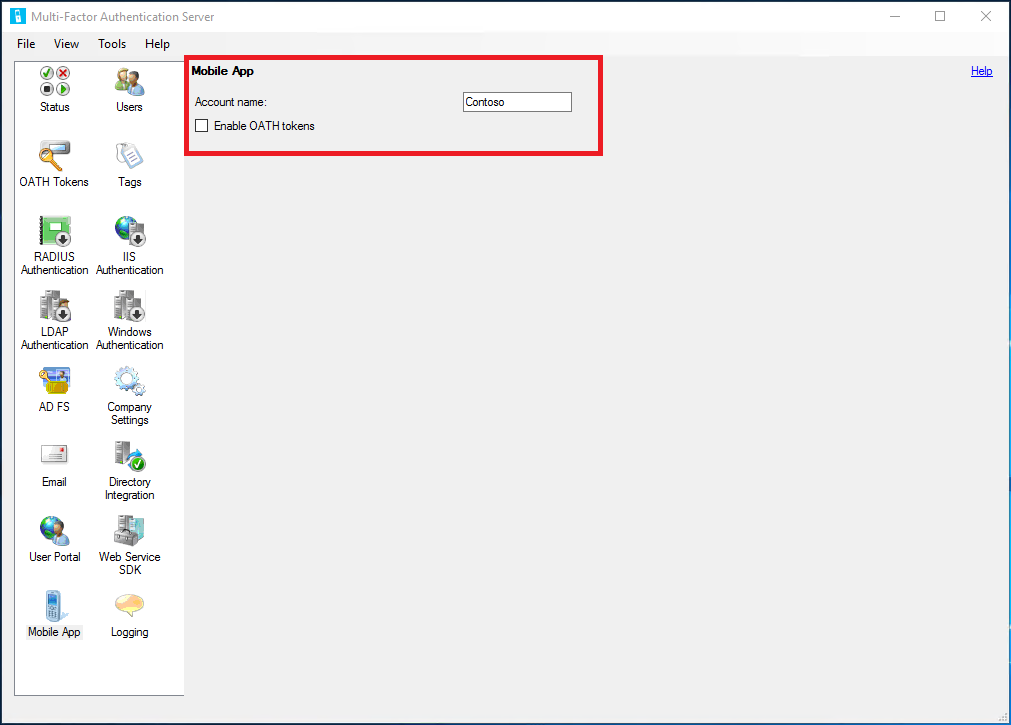 Multi-Factor Authentication Server
File View Tools Help
Mobile App
Help
Account name: Contoso
Enable OATH tokens
Status Users
OATH Tokens Tags
RADIUS IIS
Authentication Authentication
LDAP Windows
Authentication Authentication
AD FS Company
Settings
Email Directory
Integration
User Portal Web Service
SDK
Mobile App Logging